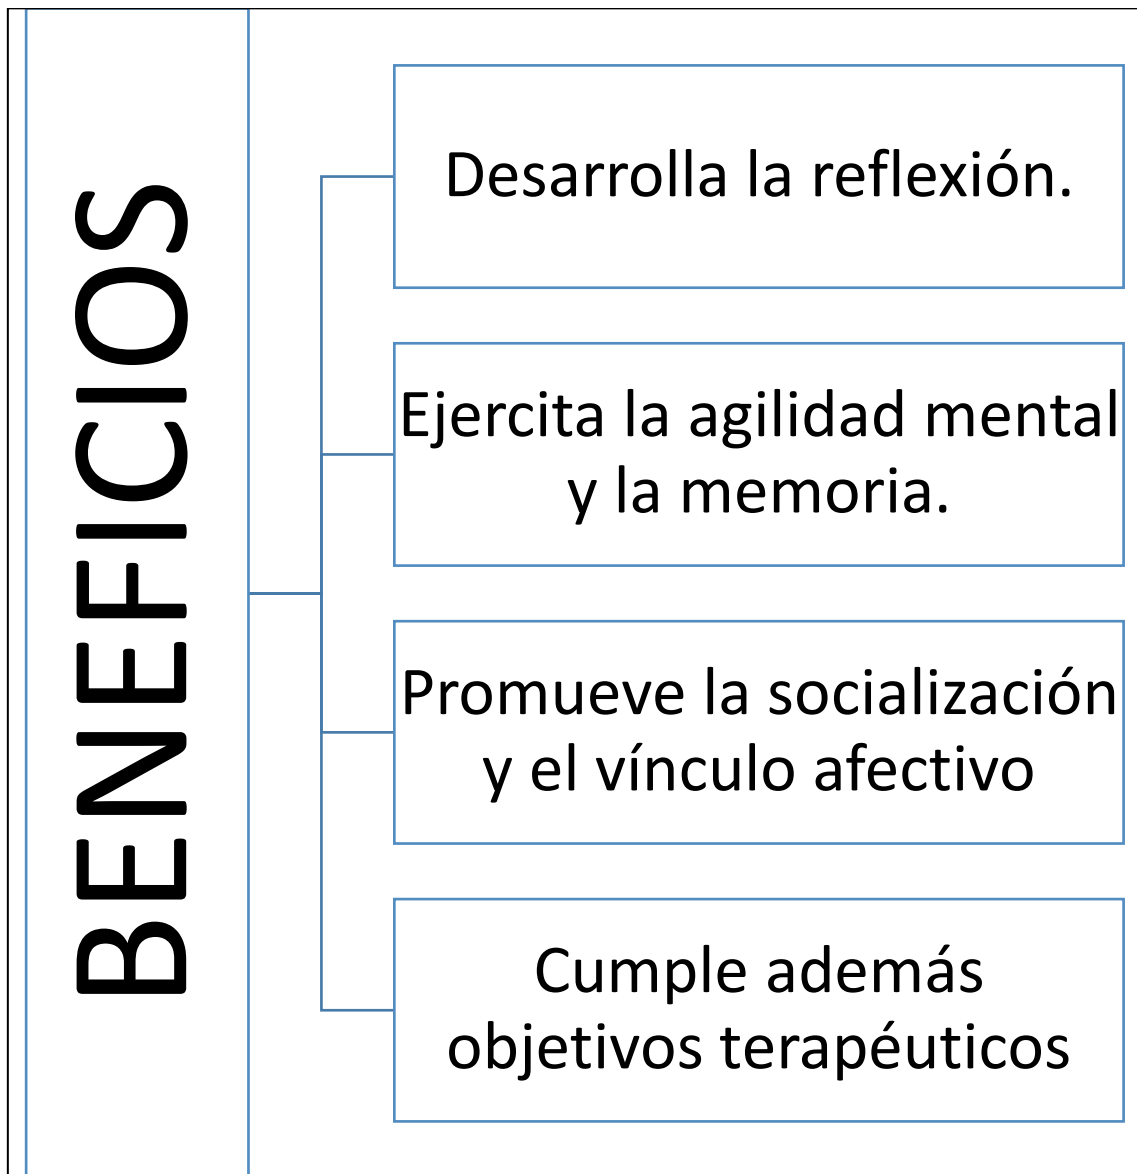 BENEFICIOS
Desarrolla la reflexión.
Ejercita la agilidad mental
y la memoria.
Promueve la socialización
y el vínculo afectivo
Cumple además
objetivos terapéuticos